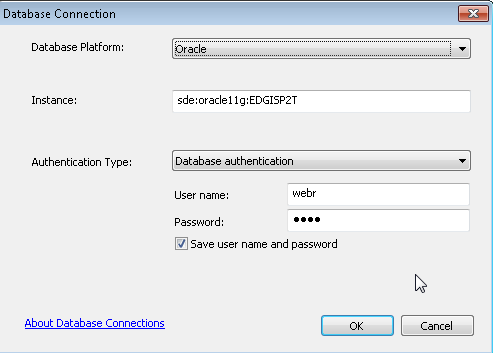 Database Connection
Database Platform: Oracle
Instance: sde:oracle11g:EDGISP2T
Authentication Type: Database authentication
User name: webr
Password: ●●●●
Save user name and password
About Database Connections OK Cancel